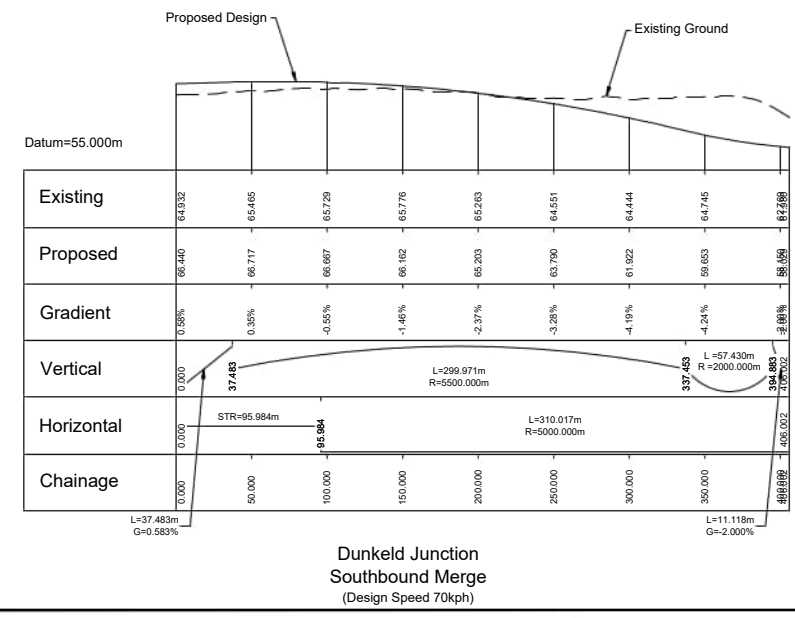 Proposed Design
Existing Ground
Datum=55.000m
Existing
64.932
65.465
65.729
65.776
65.263
64.551
64.444
64.745
Proposed
66.440
66.717
66.667
66.162
65.203
63.790
61.922
59.653
Gradient
0.58%
0.35%
-0.55%
-1.46%
-2.37%
-3.28%
-4.19%
-4.24%
Vertical
0.000
37.483
L=299.971m
R=5500.000m
337.453
L =57.430m
R =2000.000m
394.883
406.002
Horizontal
0.000
STR=95.984m
95.984
L=310.017m
R=5000.000m
406.002
Chainage
0.000
50.000
100.000
150.000
200.000
250.000
300.000
350.000
L=37.483m
G=0.583%
L=11.118m
G=-2.000%
Dunkeld Junction
Southbound Merge
(Design Speed 70kph)